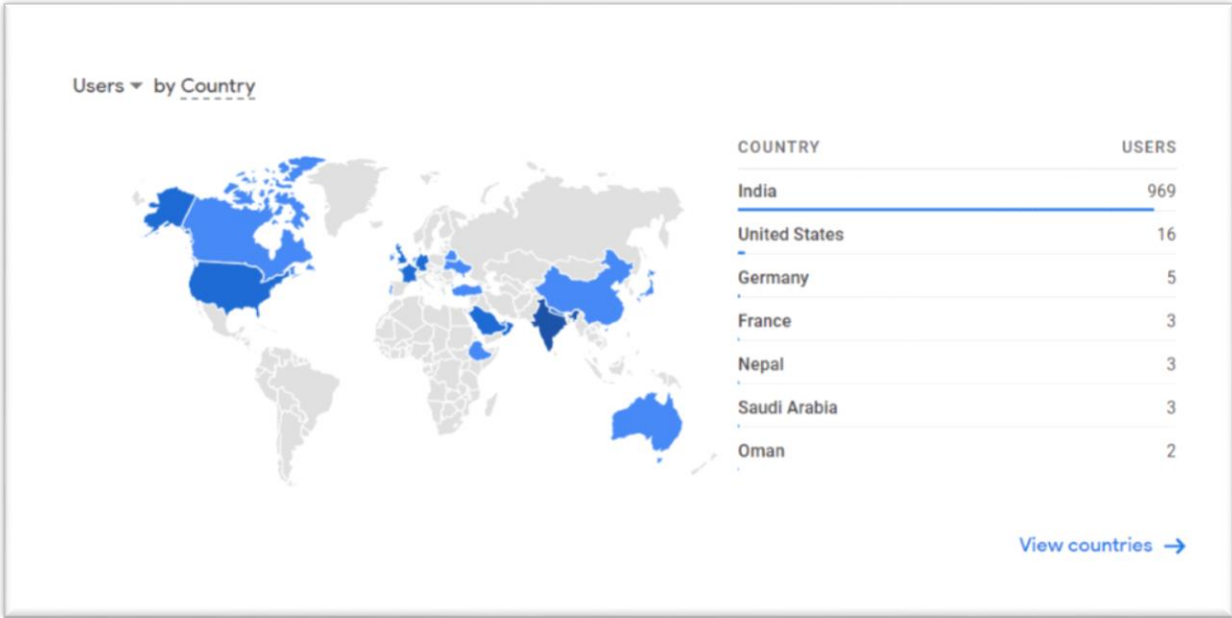 Users by Country
COUNTRY USERS
India 969
United States 16
Germany 5
France 3
Nepal 3
Saudi Arabia 3
Oman 2
View countries →